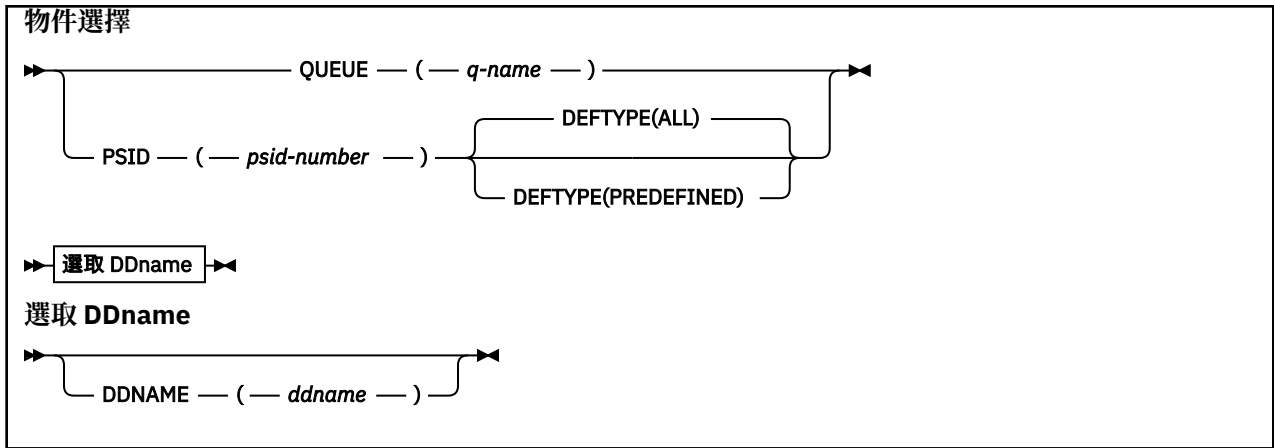 物件選擇
QUEUE ( q-name )
DEFTYPE(ALL)
PSID ( psid-number )
DEFTYPE(PREDEFINED)
選取 DDname
選取 DDname
DDNAME ( ddname )